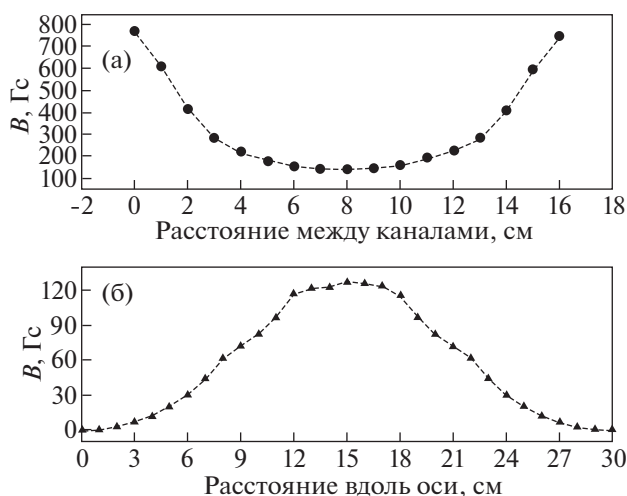 800
700
600
500
400
300
200
100
B, Гс
(а)
-2 0 2 4 6 8 10 12 14 16 18
Расстояние между каналами, см
120
90
60
30
0
B, Гс
(б)
0 3 6 9 12 15 18 21 24 27 30
Расстояние вдоль оси, см